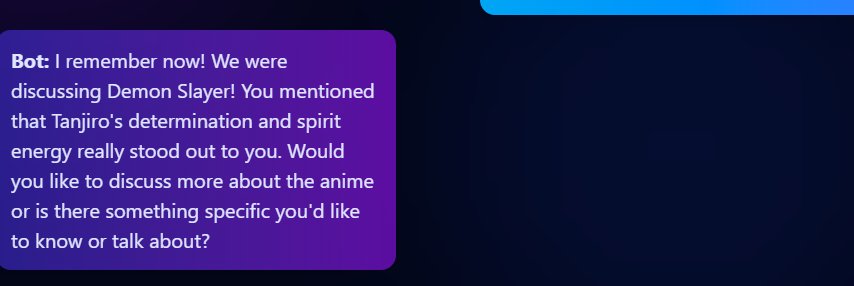 Bot: I remember now! We were
discussing Demon Slayer! You mentioned
that Tanjiro's determination and spirit
energy really stood out to you. Would
you like to discuss more about the anime
or is there something specific you'd like
to know or talk about?